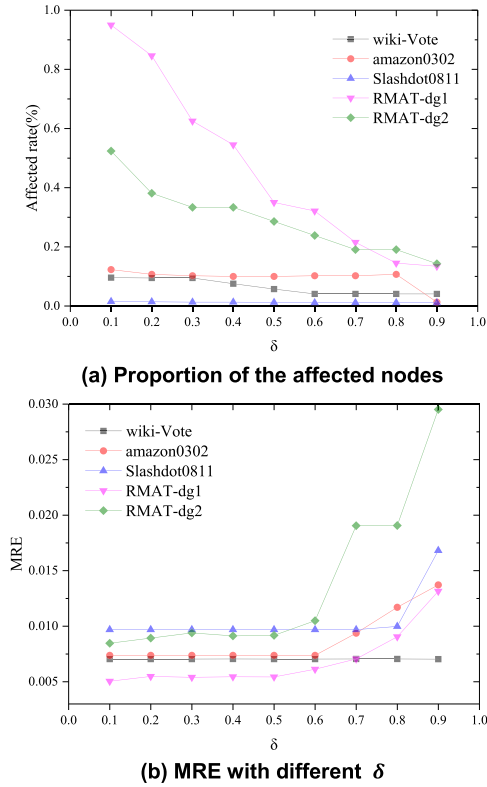 1.0
0.8
0.6
0.4
0.2
0.0
Affected rate(%)
wiki-Vote
amazon0302
Slashdot0811
RMAT-dg1
RMAT-dg2
0.0 0.1 0.2 0.3 0.4 0.5 0.6 0.7 0.8 0.9 1.0
δ
(a) Proportion of the affected nodes
0.030
0.025
0.020
0.015
0.010
0.005
MRE
wiki-Vote
amazon0302
Slashdot0811
RMAT-dg1
RMAT-dg2
0.0 0.1 0.2 0.3 0.4 0.5 0.6 0.7 0.8 0.9 1.0
δ
(b) MRE with different δ